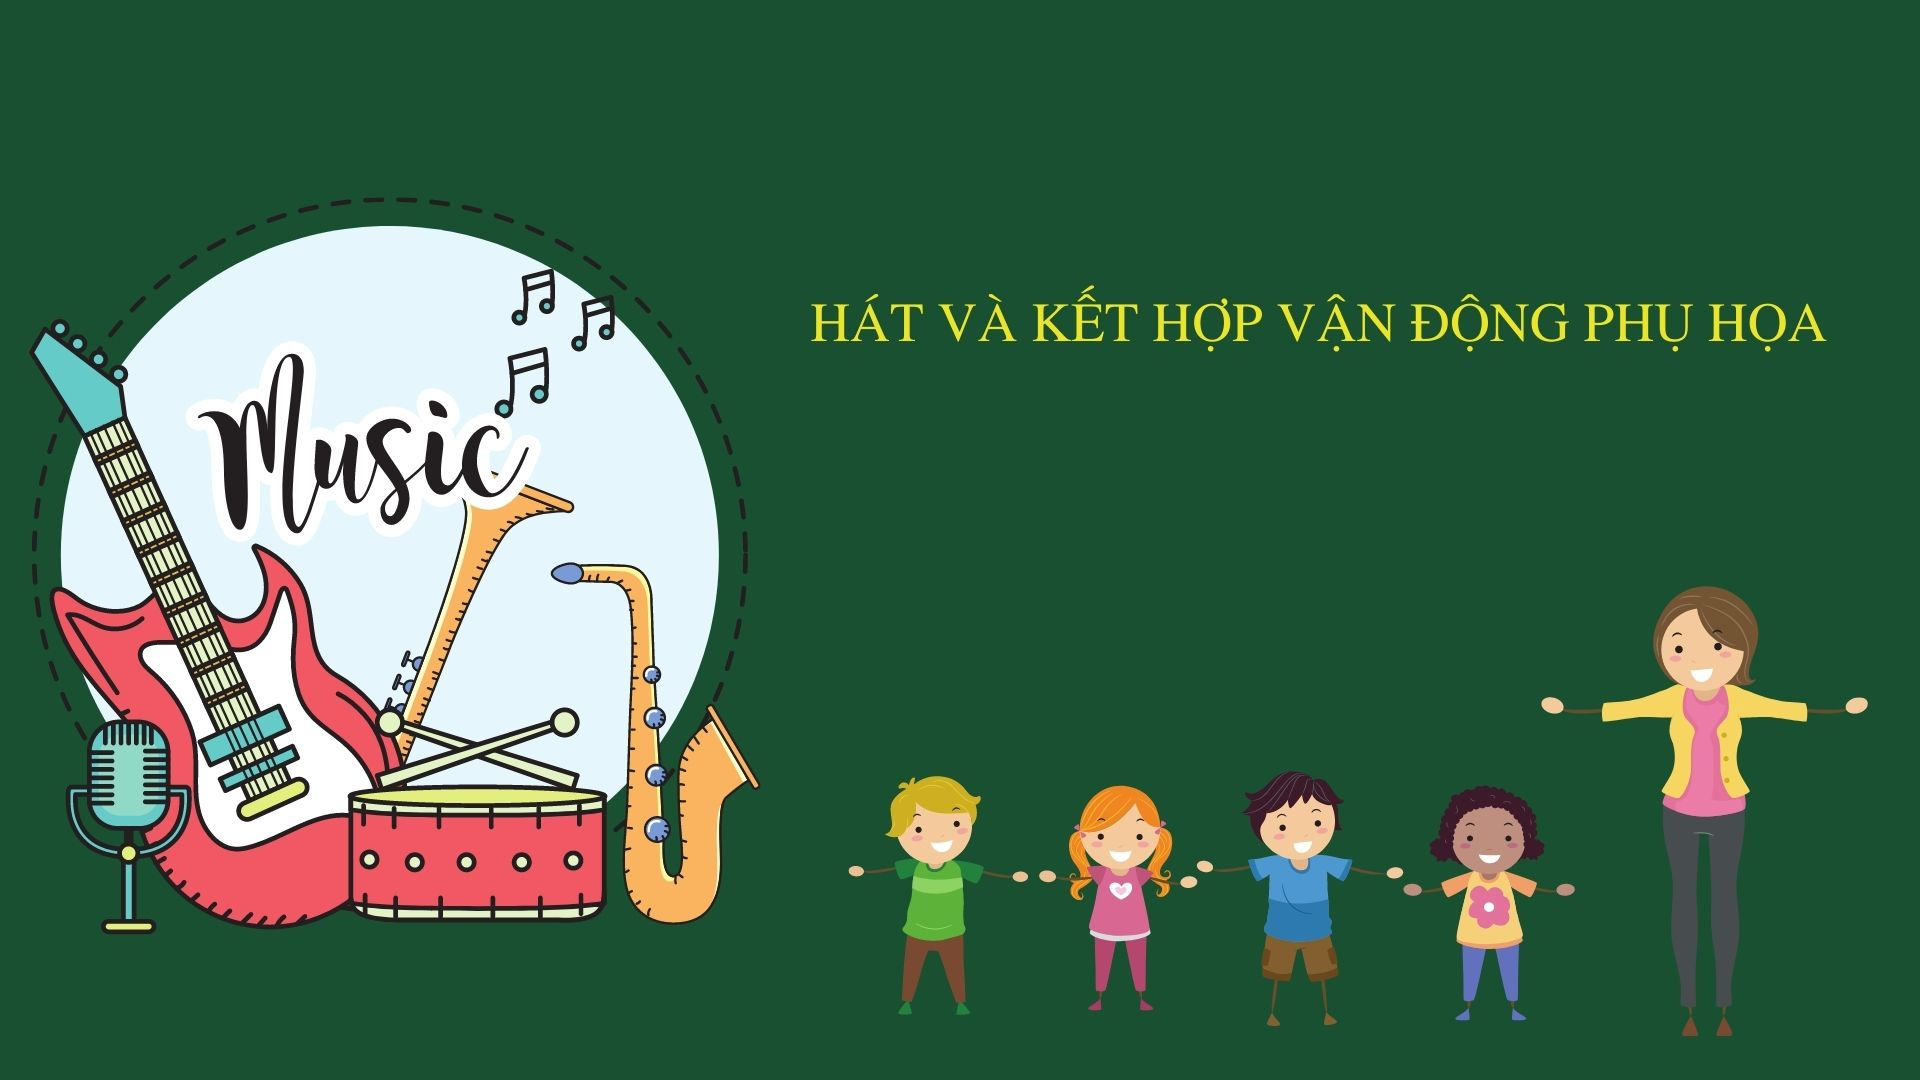 Music
HÁT VÀ KẾT HỢP VẬN ĐỘNG PHỤ HỌA